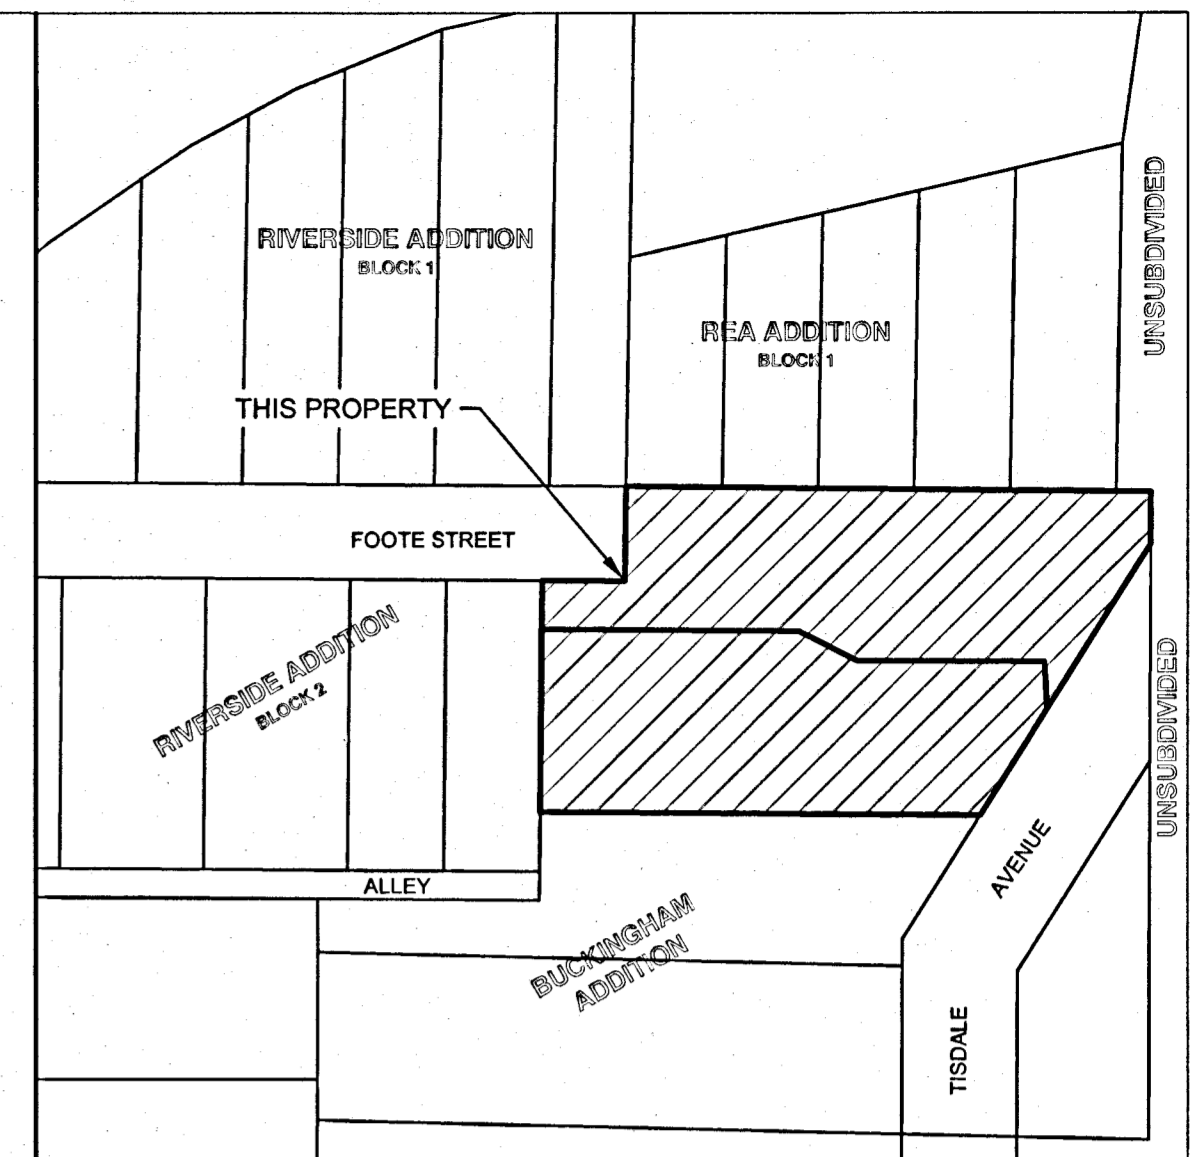 UNSUBDIVIDED
RIVERSIDE ADDITION
BLOCK 1
REA ADDITION
BLOCK 1
THIS PROPERTY
FOOTE STREET
RIVERSIDE ADDITION
BLOCK 2
UNSUBDIVIDED
AVENUE
ALLEY
BUCKINGHAM
ADDITION
TISDALE